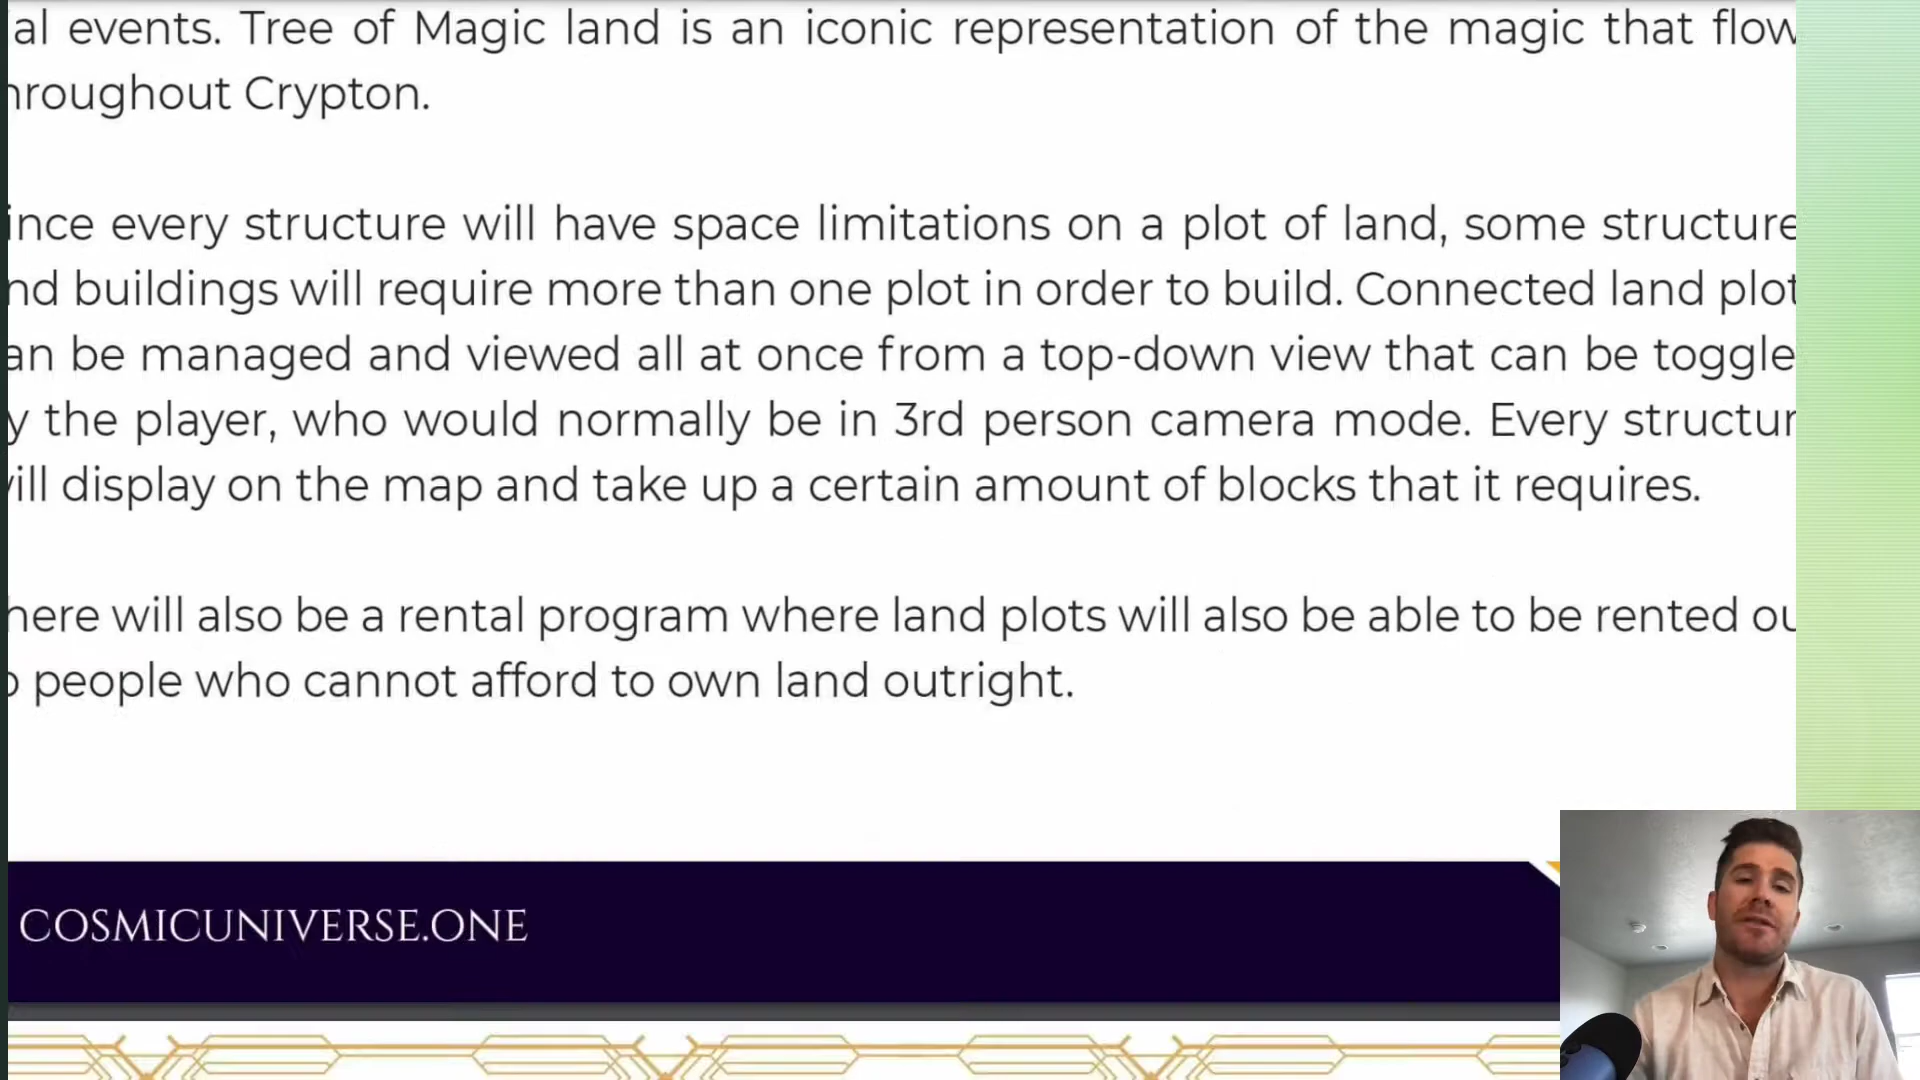 al events. Tree of Magic land is an iconic representation of the magic that flow
hroughout Crypton.
ince every structure will have space limitations on a plot of land, some structure
nd buildings will require more than one plot in order to build. Connected land plot
an be managed and viewed all at once from a top-down view that can be toggle
y the player, who would normally be in 3rd person camera mode. Every structur
ill display on the map and take up a certain amount of blocks that it requires.
here will also be a rental program where land plots will also be able to be rented ou
o people who cannot afford to own land outright.
COSMICUNIVERSE.ONE